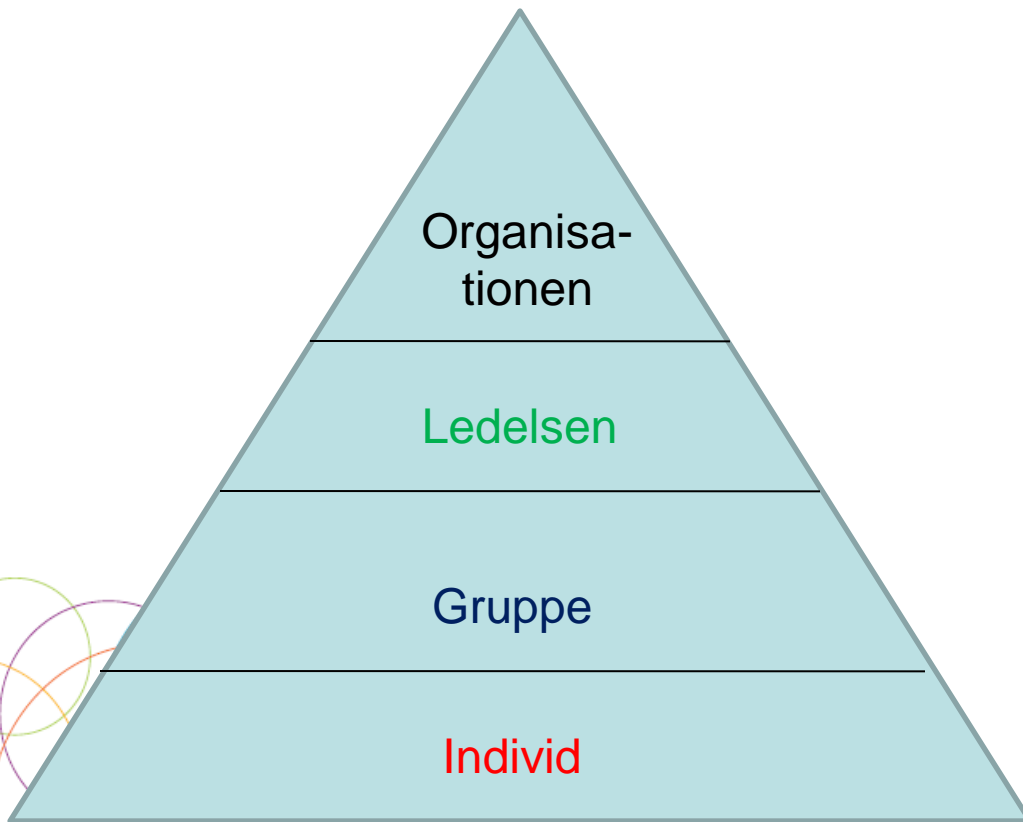 Organisa-
tionen
Ledelsen
Gruppe
Individ